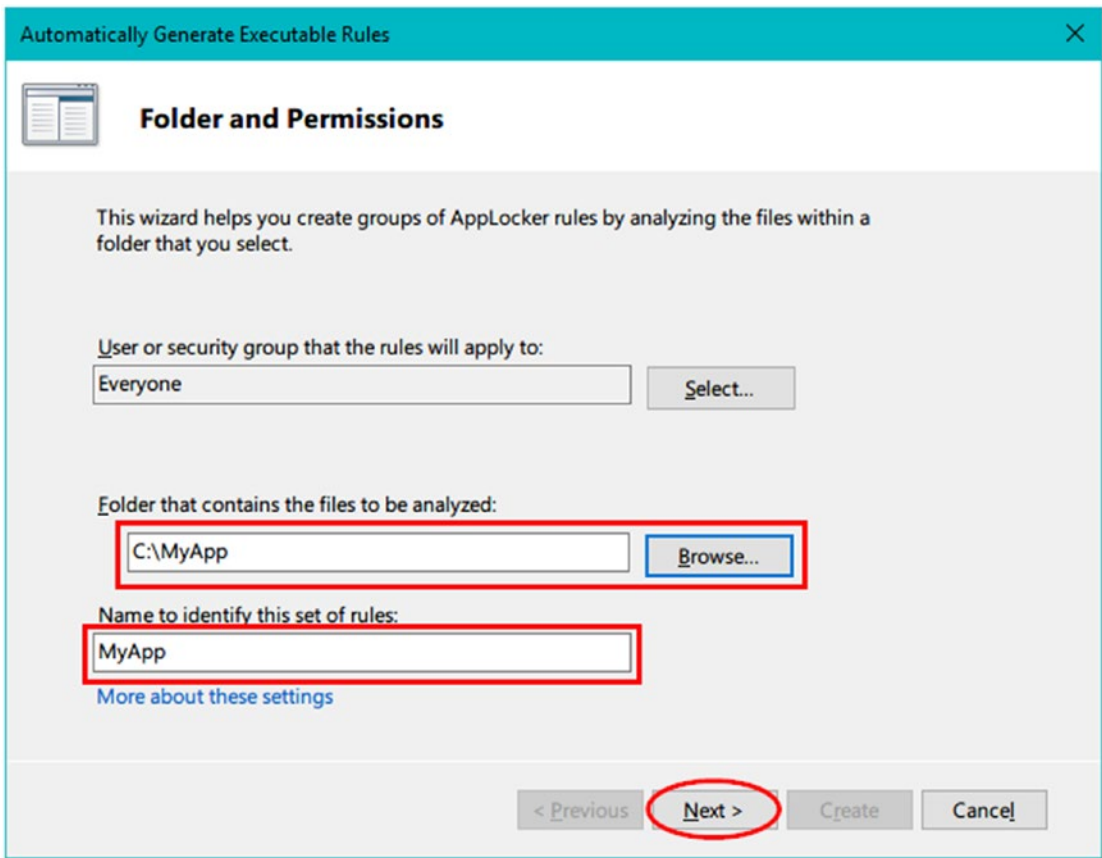 Automatically Generate Executable Rules
Folder and Permissions
This wizard helps you create groups of AppLocker rules by analyzing the files within a
folder that you select.
User or security group that the rules will apply to:
Everyone
Select...
Folder that contains the files to be analyzed:
C:\MyApp
Browse...
Name to identify this set of rules:
MyApp
More about these settings
< Previous
Next >
Create
Cancel